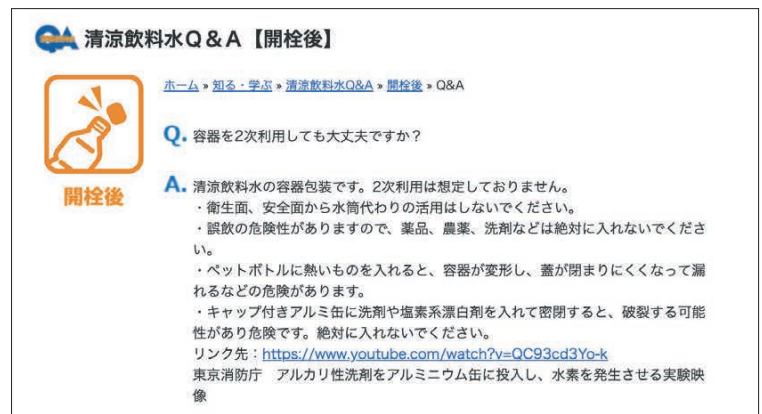 QA 清涼飲料水Q&A【開栓後】
ホーム » 知る・学ぶ » 清涼飲料水Q&A » 開栓後 » Q&A
Q. 容器を2次利用しても大丈夫ですか？
開栓後
A. 清涼飲料水の容器包装です。2次利用は想定しておりません。
・衛生面、安全面から水筒代わりの活用はしないでください。
・誤飲の危険性がありますので、薬品、農薬、洗剤などは絶対に入れないでくださ
い。
・ペットボトルに熱いものを入れると、容器が変形し、蓋が閉まりにくくなって漏
れるなどの危険があります。
・キャップ付きアルミ缶に洗剤や塩素系漂白剤を入れて密閉すると、破裂する可能
性があり危険です。絶対に入れないでください。
リンク先：https://www.youtube.com/watch?v=QC93cd3Yo-k
東京消防庁　アルカリ性洗剤をアルミニウム缶に投入し、水素を発生させる実験映
像